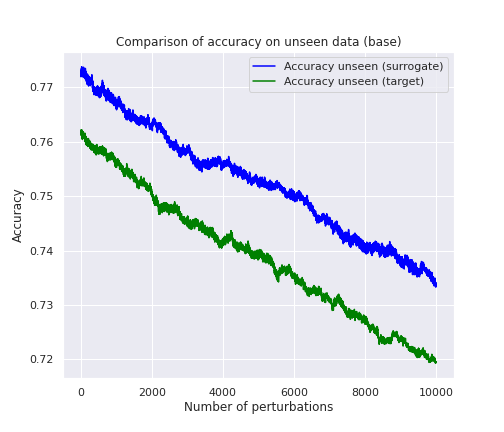 Comparison of accuracy on unseen data (base)
Accuracy unseen (surrogate)
Accuracy unseen (target)
0.77
0.76
0.75
0.74
0.73
0.72
Accuracy
0 2000 4000 6000 8000 10000
Number of perturbations